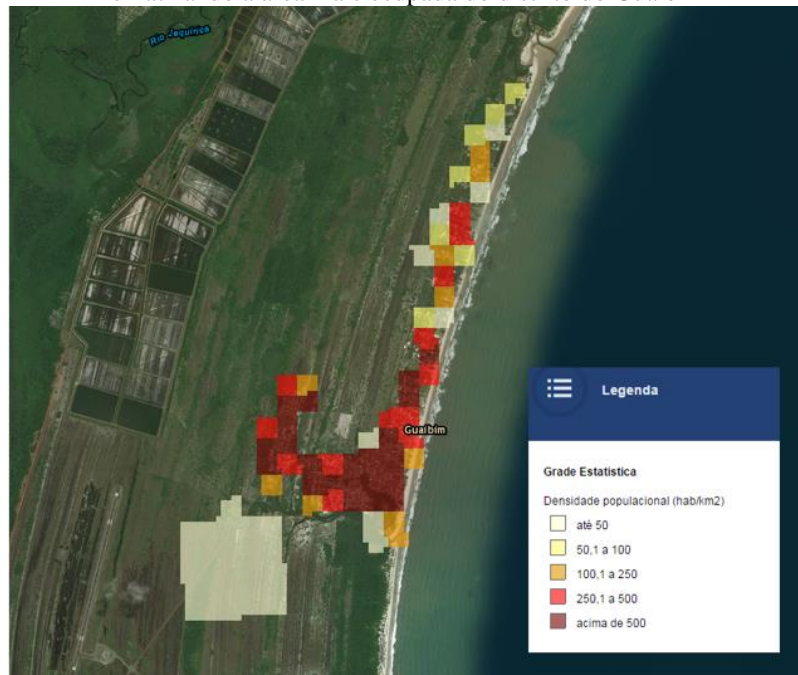 Rio Jequiriçá
Guaibim
Legenda
Grade Estatística
Densidade populacional (hab/km2)
até 50
50,1 a 100
100,1 a 250
250,1 a 500
acima de 500